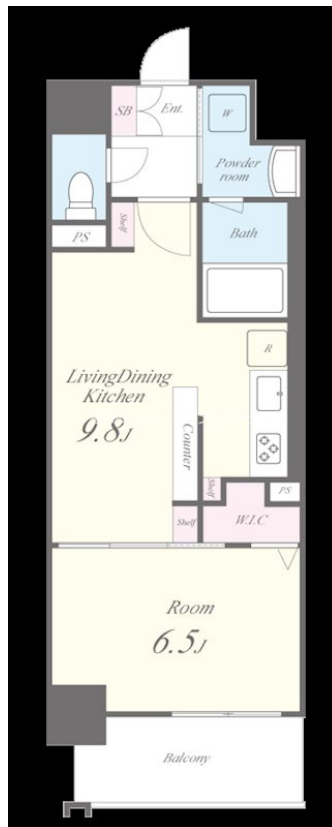 SB
Ent.
W
Powder
room
PS
Shelf
Bath
R
LivingDining
Kitchen
9.8J
Counter
Shelf
PS
Shelf
W.I.C
Room
6.5J
Balcony